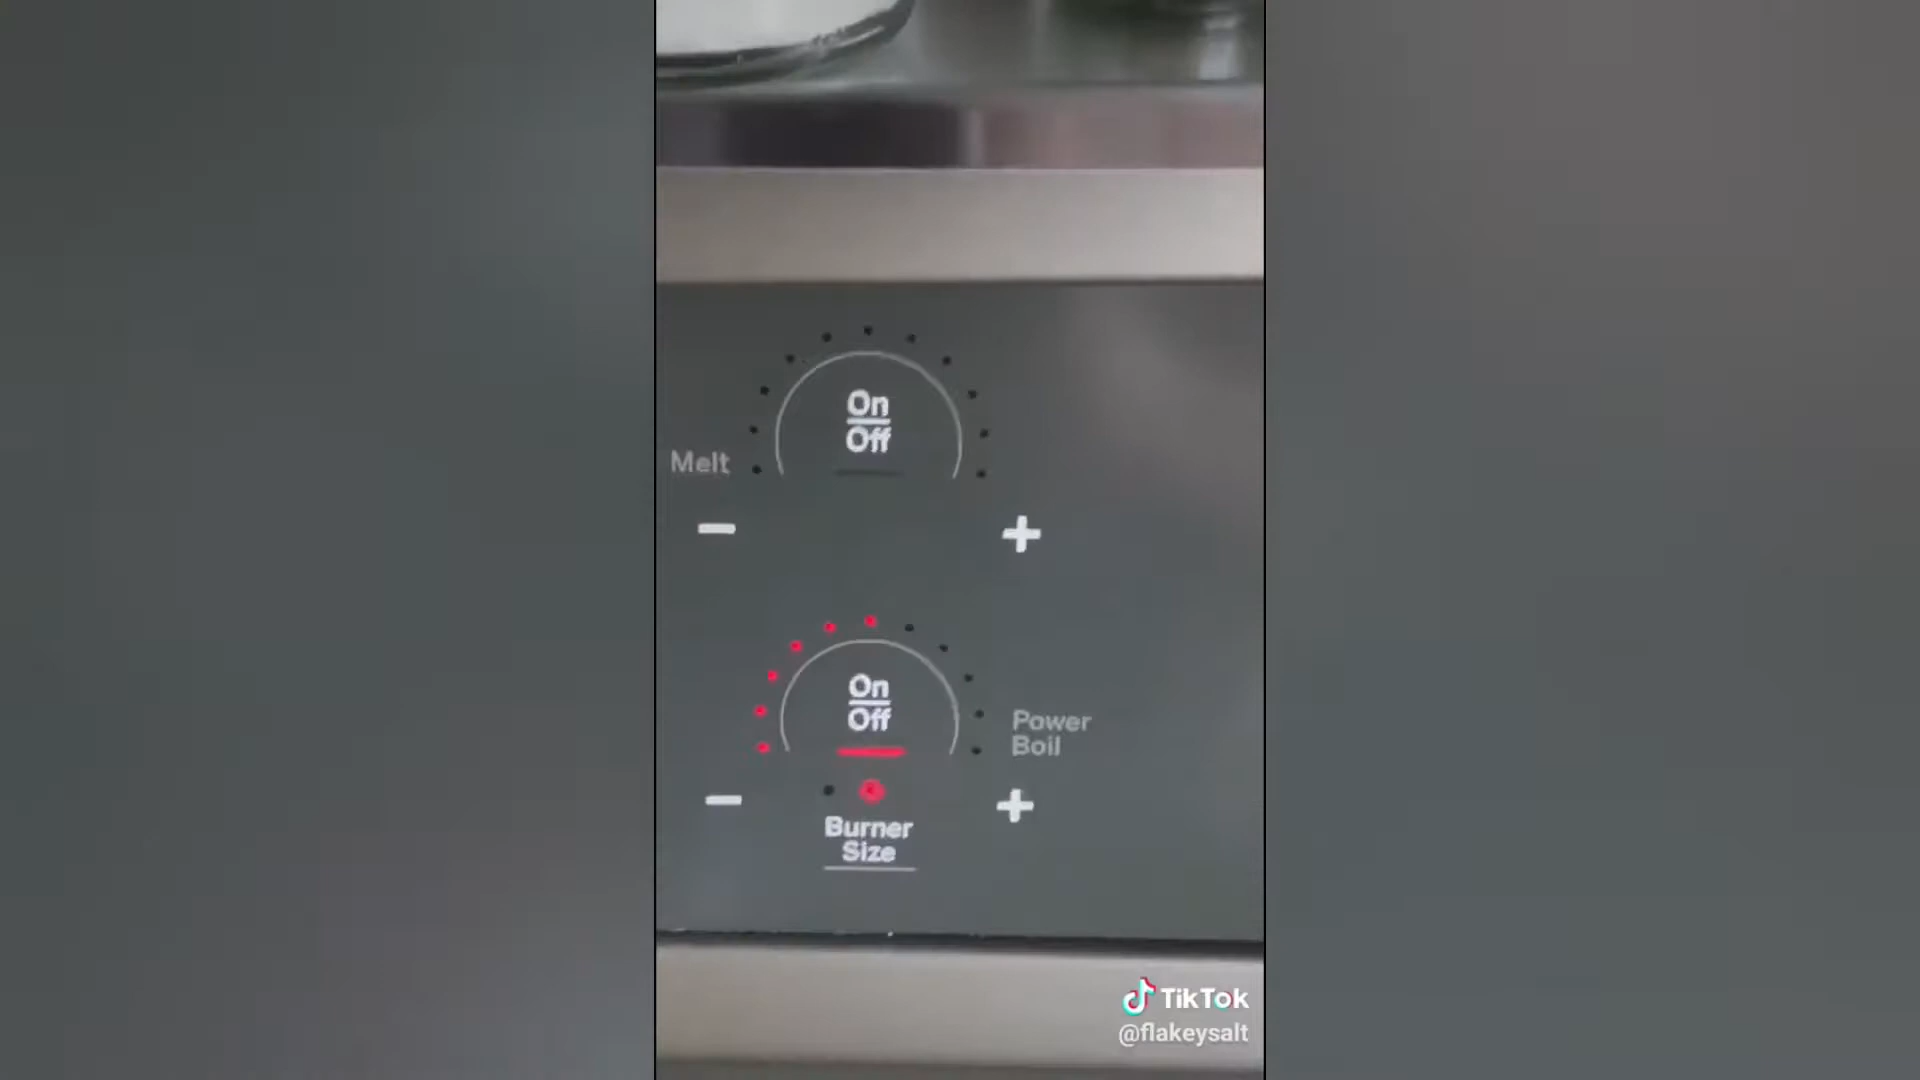 On
Off
Melt
On
Off
Power
Boil
Burner
Size
TikTok
@flakeysalt